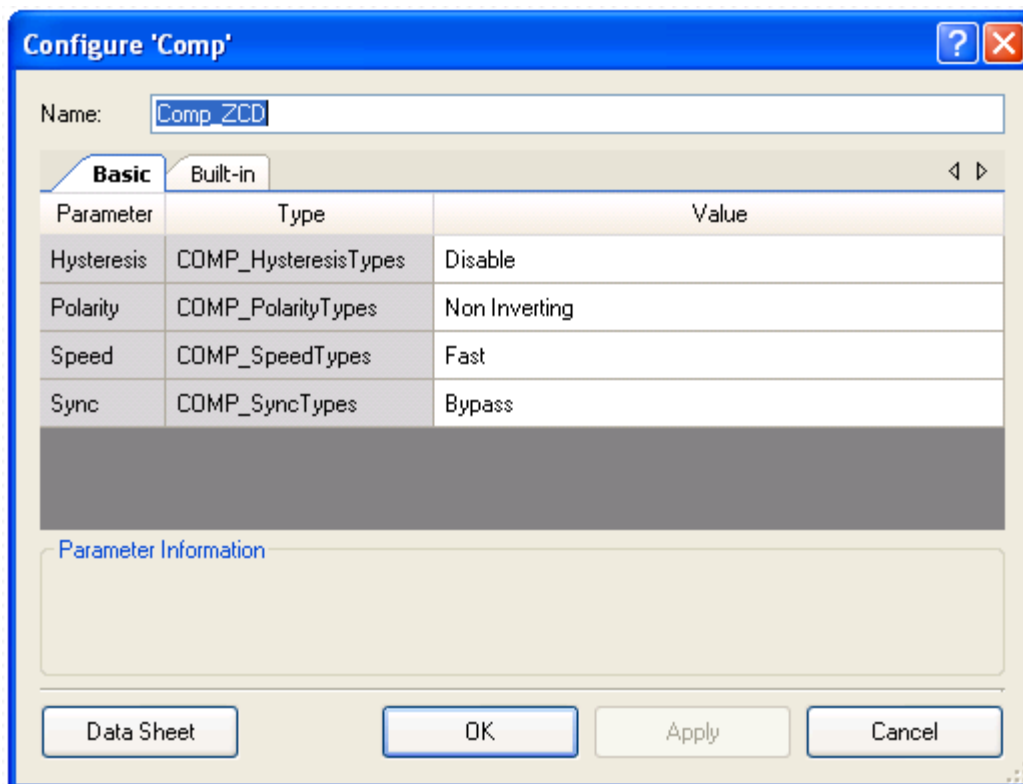 Configure 'Comp'
Name: Comp_ZCD
Basic Built-in
Parameter Type Value
Hysteresis COMP_HysteresisTypes Disable
Polarity COMP_PolarityTypes Non Inverting
Speed COMP_SpeedTypes Fast
Sync COMP_SyncTypes Bypass
Parameter Information
Data Sheet OK Apply Cancel